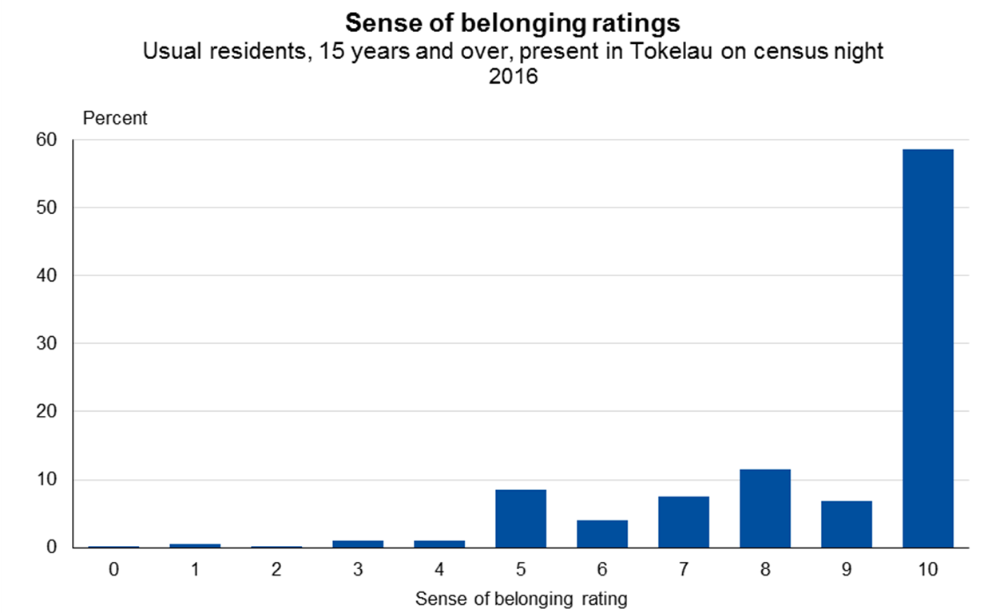 Sense of belonging ratings
Usual residents, 15 years and over, present in Tokelau on census night
2016
Percent
60
50
40
30
20
10
0
0 1 2 3 4 5 6 7 8 9 10
Sense of belonging rating